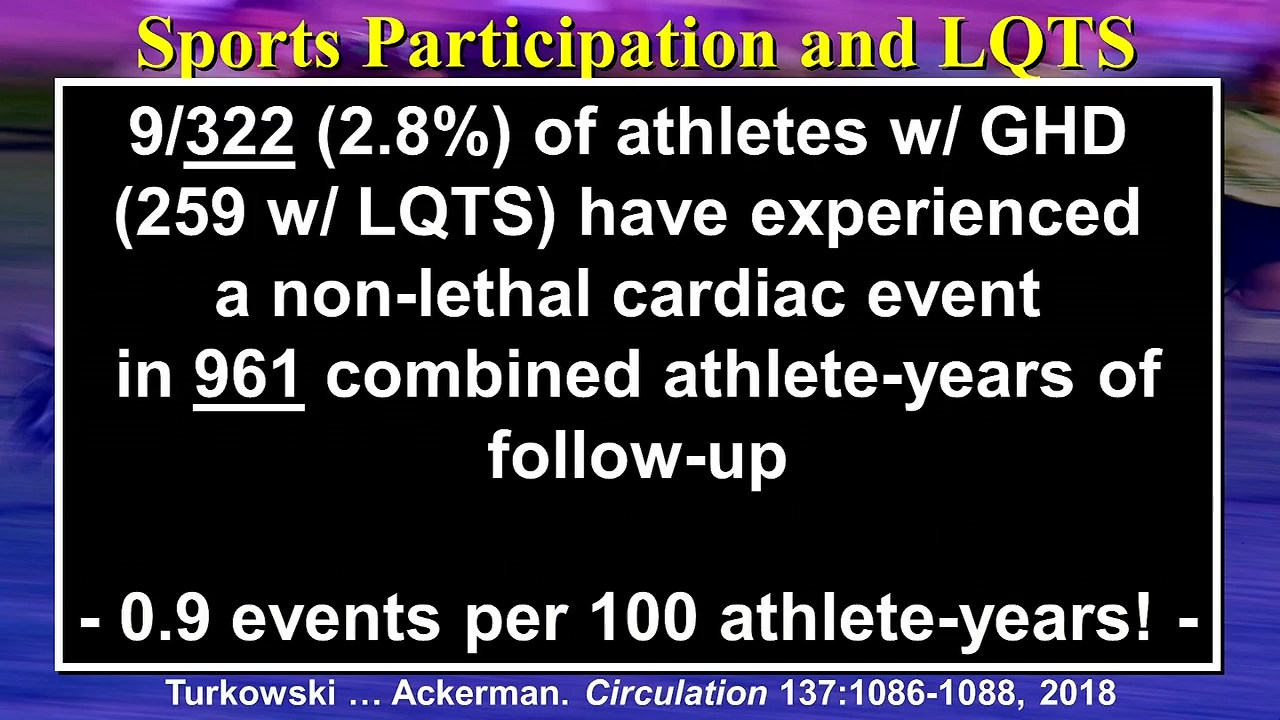 Sports Participation and LQTS
9/322 (2.8%) of athletes w/ GHD
(259 w/ LQTS) have experienced
a non-lethal cardiac event
in 961 combined athlete-years of
follow-up
- 0.9 events per 100 athlete-years! -
Turkowski … Ackerman. Circulation 137:1086-1088, 2018